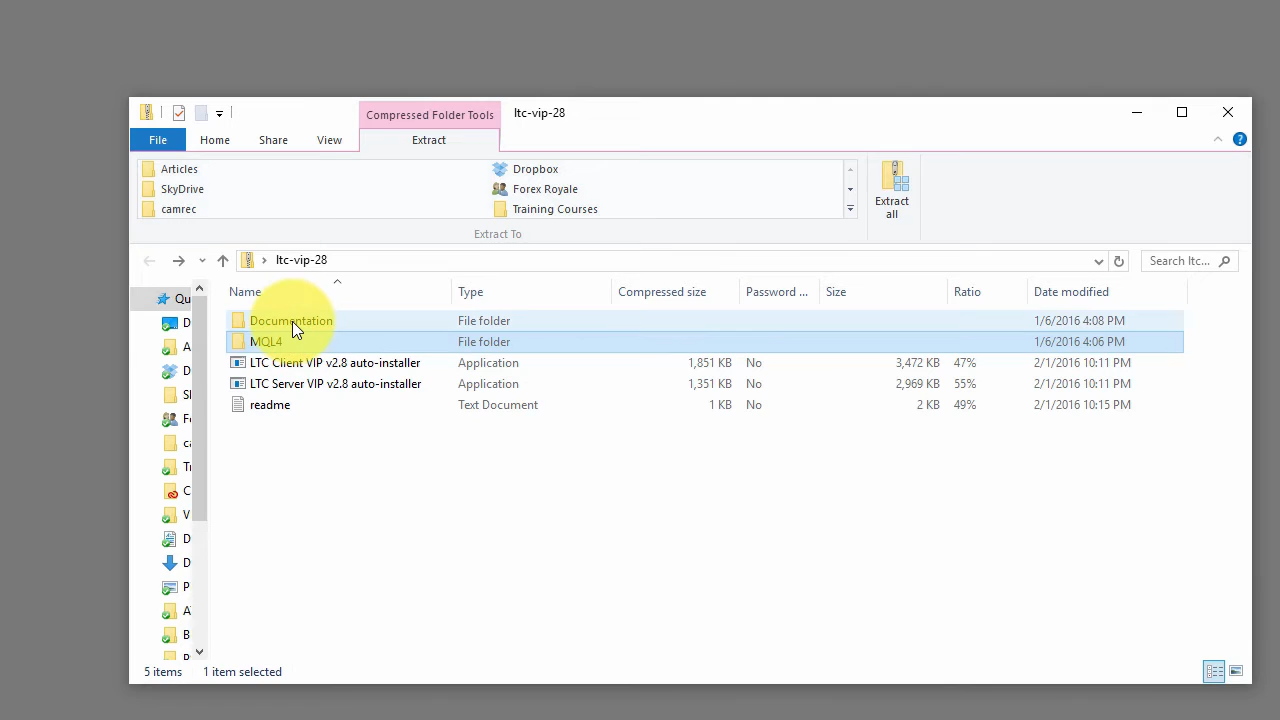 Compressed Folder Tools
ltc-vip-28
File
Home
Share
View
Extract
Articles
SkyDrive
camrec
Dropbox
Forex Royale
Training Courses
Extract all
Extract To
ltc-vip-28
Search ltc...
Name Type Compressed size Password ... Size Ratio Date modified
Documentation File folder 1/6/2016 4:08 PM
MQL4 File folder 1/6/2016 4:06 PM
LTC Client VIP v2.8 auto-installer Application 1,851 KB No 3,472 KB 47% 2/1/2016 10:11 PM
LTC Server VIP v2.8 auto-installer Application 1,351 KB No 2,969 KB 55% 2/1/2016 10:11 PM
readme Text Document 1 KB No 2 KB 49% 2/1/2016 10:15 PM
Qu
D
A
D
S
F
ca
Tr
C
V
D
D
P
A
B
5 items 1 item selected